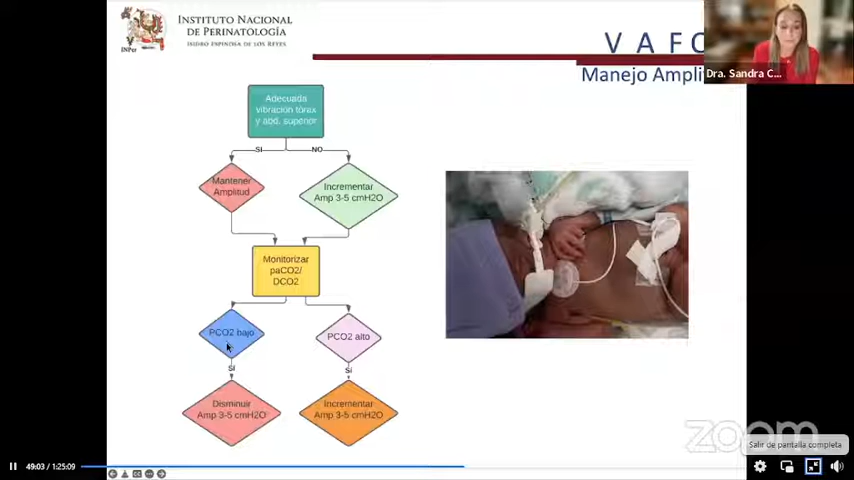 INSTITUTO NACIONAL
DE PERINATOLOGÍA
ISIDRO ESPINOSA DE LOS REYES
INPer
V A F
Manejo Ampli
Dra. Sandra C...
Adecuada
vibración tórax
y abd. superior
SI
NO
Mantener
Amplitud
Incrementar
Amp 3-5 cmH2O
Monitorizar
paCO2/
DCO2
PCO2 bajo
PCO2 alto
SI
Sí
Disminuir
Amp 3-5 cmH2O
Incrementar
Amp 3-5 cmH2O
zoom
Salir de pantalla completa
49:03 / 1:25:09